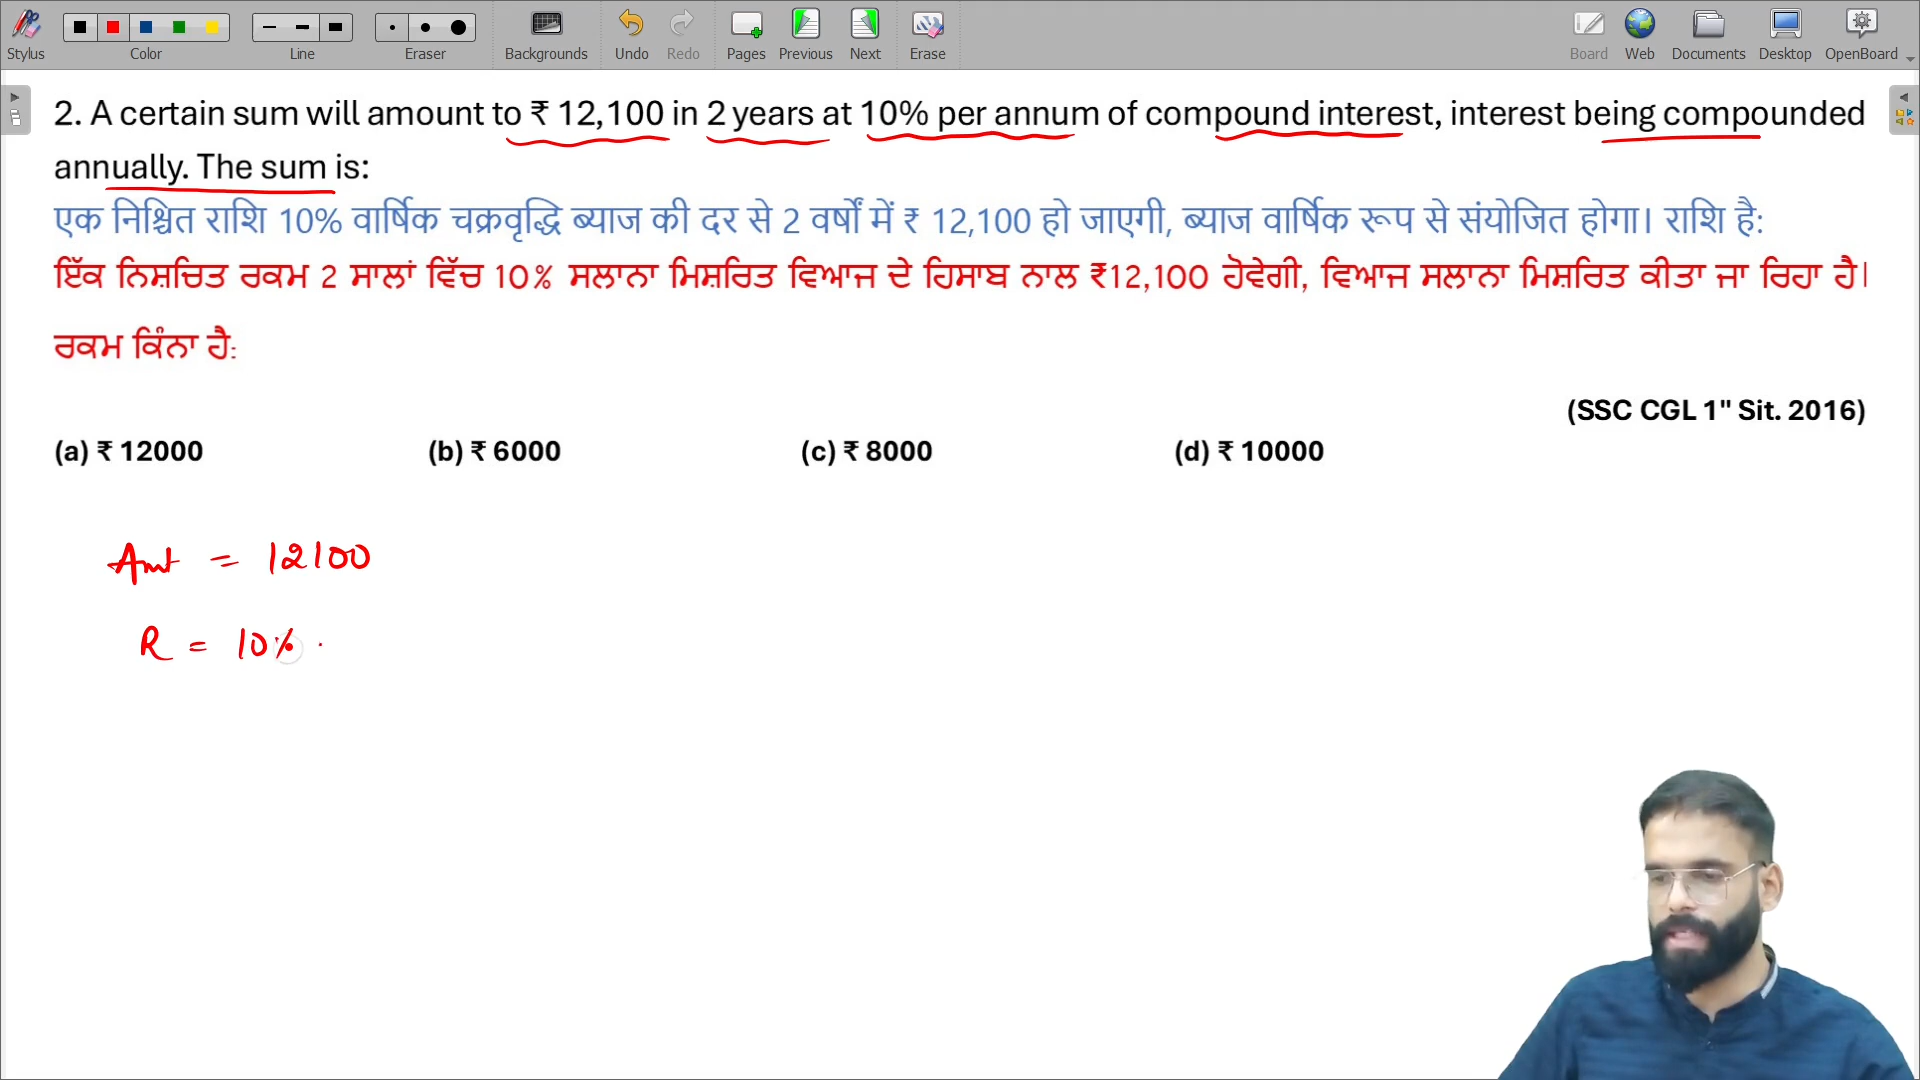 Stylus Color Line Eraser Backgrounds Undo Redo Pages Previous Next Erase Board Web Documents Desktop OpenBoard
2. A certain sum will amount to ₹ 12,100 in 2 years at 10% per annum of compound interest, interest being compounded
annually. The sum is:
एक निश्चित राशि 10% वार्षिक चक्रवृद्धि ब्याज की दर से 2 वर्षों में ₹ 12,100 हो जाएगी, ब्याज वार्षिक रूप से संयोजित होगा। राशि है:
ਇੱਕ ਨਿਸ਼ਚਿਤ ਰਕਮ 2 ਸਾਲਾਂ ਵਿੱਚ 10% ਸਲਾਨਾ ਮਿਸ਼ਰਿਤ ਵਿਆਜ ਦੇ ਹਿਸਾਬ ਨਾਲ ₹12,100 ਹੋਵੇਗੀ, ਵਿਆਜ ਸਲਾਨਾ ਮਿਸ਼ਰਿਤ ਕੀਤਾ ਜਾ ਰਿਹਾ ਹੈ।
ਰਕਮ ਕਿੰਨਾ ਹੈ:
(SSC CGL 1" Sit. 2016)
(a) ₹ 12000 (b) ₹ 6000 (c) ₹ 8000 (d) ₹ 10000
Amt = 12100
R = 10% .